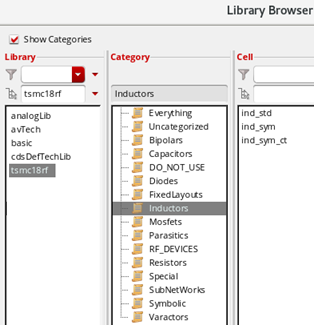 Library Browser
Show Categories
Library
Category
Cell
tsmc18rf
Inductors
analogLib
avTech
basic
cdsDefTechLib
tsmc18rf
Everything
Uncategorized
Bipolars
Capacitors
DO_NOT_USE
Diodes
FixedLayouts
Inductors
Mosfets
Parasitics
RF_DEVICES
Resistors
Special
SubNetWorks
Symbolic
Varactors
ind_std
ind_sym
ind_sym_ct